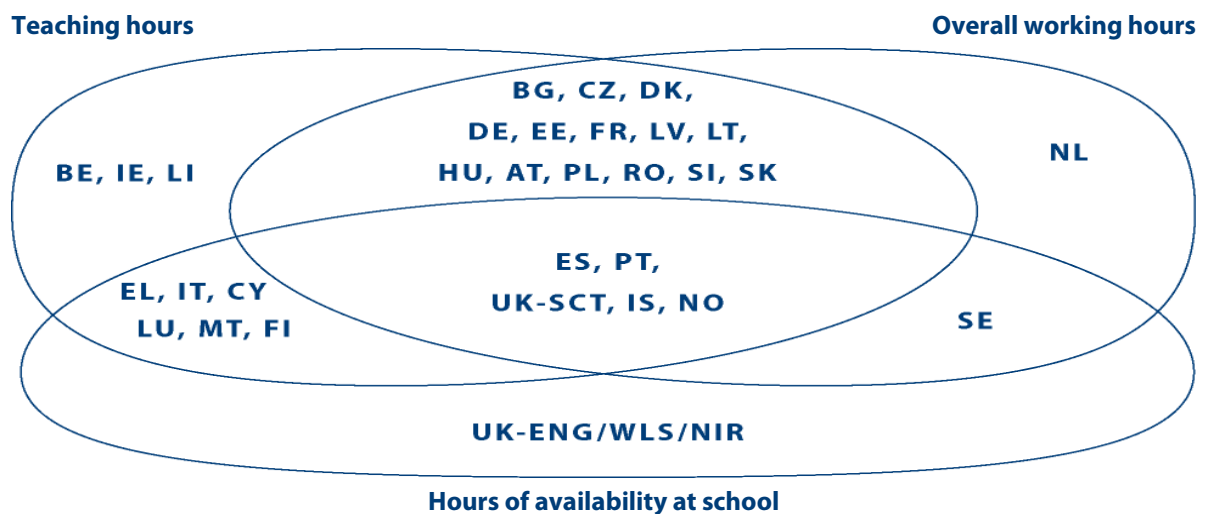 Teaching hours
Overall working hours
BG, CZ, DK,
DE, EE, FR, LV, LT,
HU, AT, PL, RO, SI, SK
NL
BE, IE, LI
ES, PT,
UK-SCT, IS, NO
EL, IT, CY
LU, MT, FI
SE
UK-ENG/WLS/NIR
Hours of availability at school